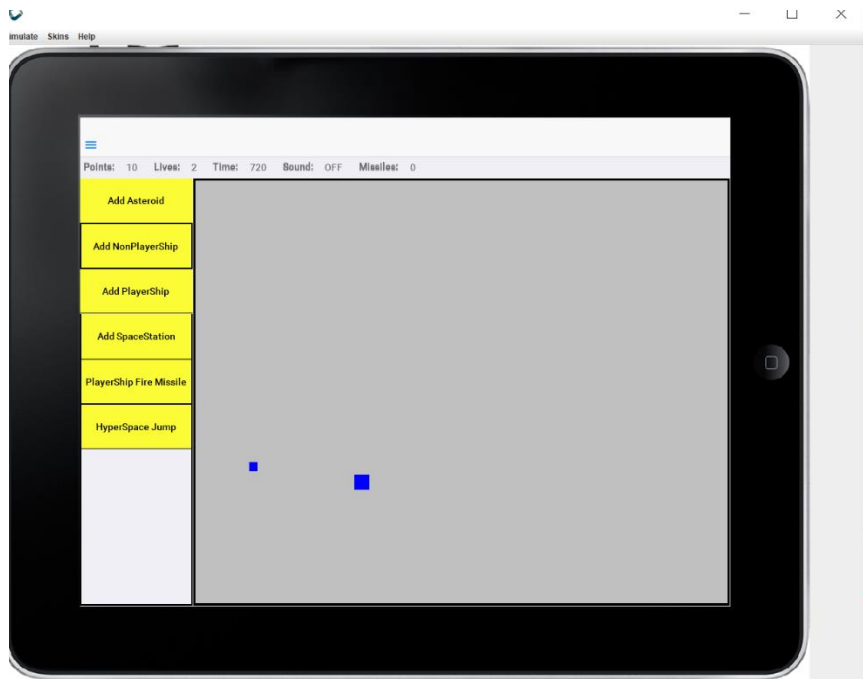 imulate Skins Help
Points: 10 Lives: 2 Time: 720 Sound: OFF Missiles: 0
Add Asteroid
Add NonPlayerShip
Add PlayerShip
Add SpaceStation
PlayerShip Fire Missile
HyperSpace Jump